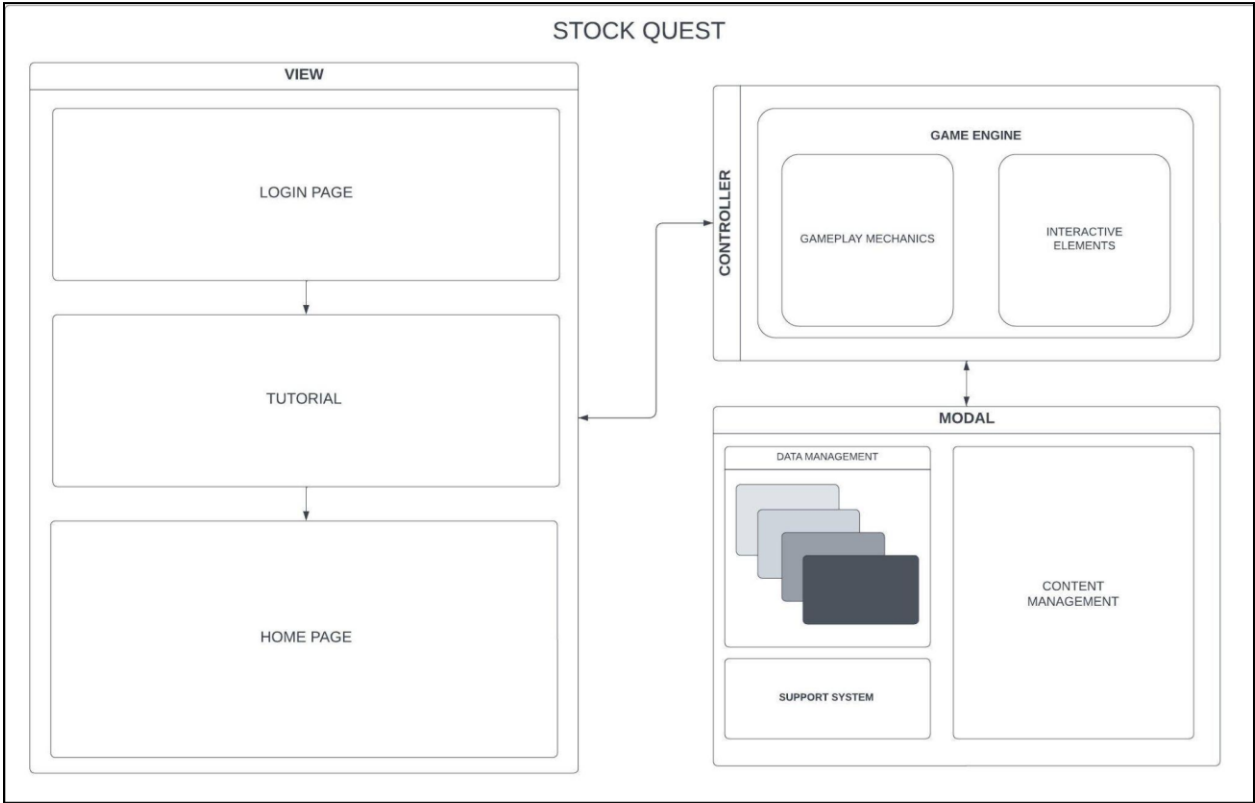 STOCK QUEST
VIEW
LOGIN PAGE
TUTORIAL
HOME PAGE
CONTROLLER
GAME ENGINE
GAMEPLAY MECHANICS
INTERACTIVE
ELEMENTS
MODAL
DATA MANAGEMENT
SUPPORT SYSTEM
CONTENT
MANAGEMENT